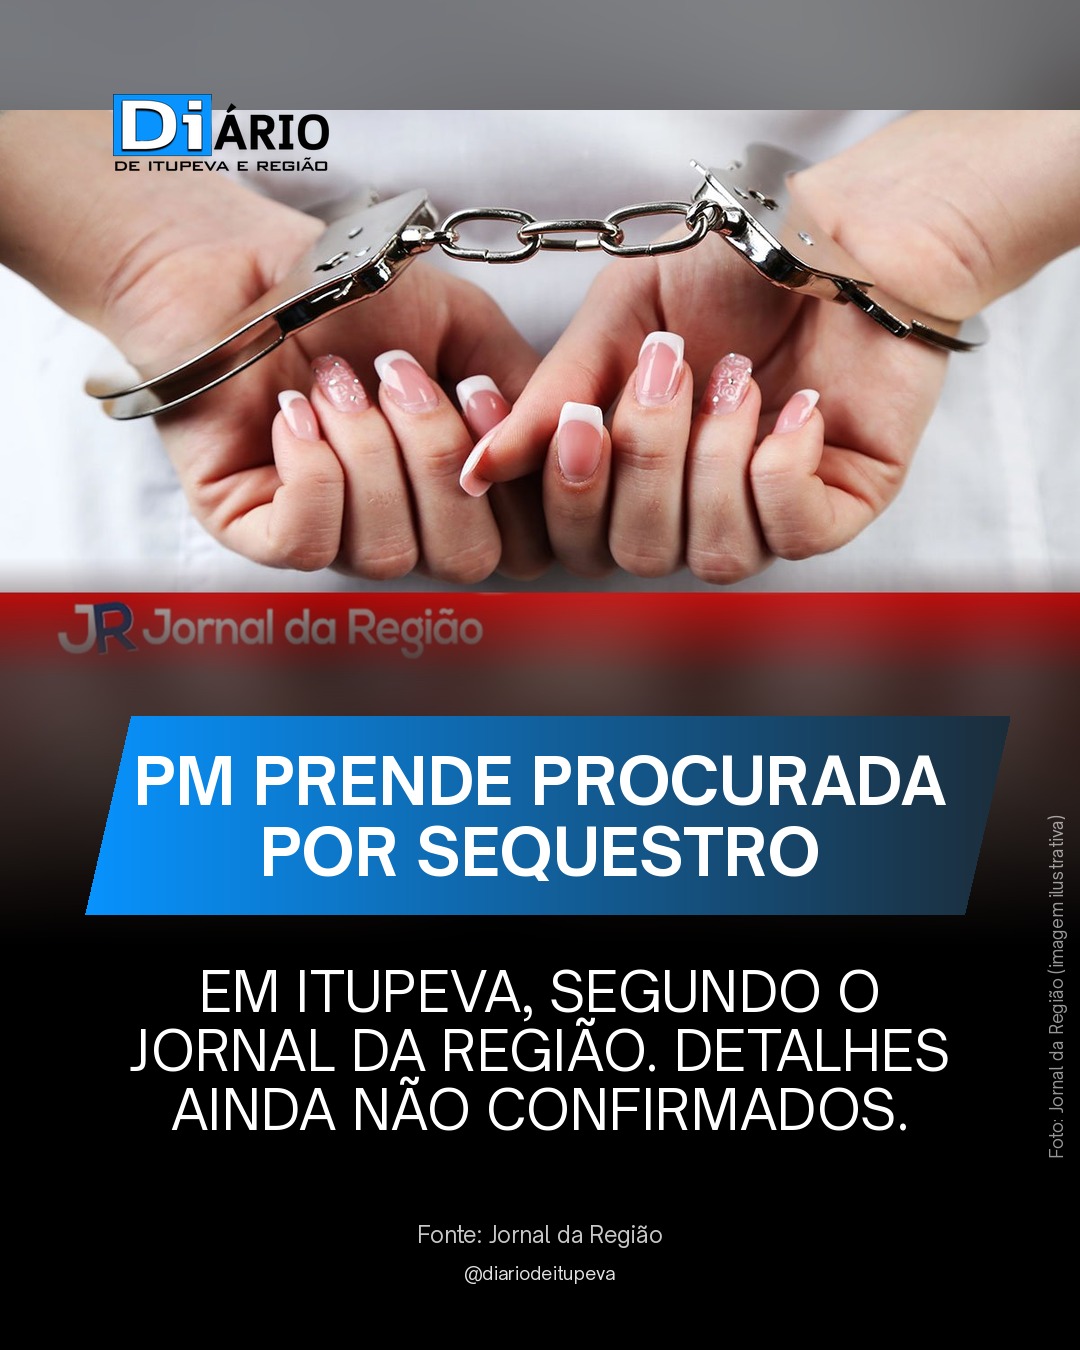 DiÁRIO
DE ITUPEVA E REGIÃO
JR Jornal da Região
PM PRENDE PROCURADA
POR SEQUESTRO
EM ITUPEVA, SEGUNDO O
JORNAL DA REGIÃO. DETALHES
AINDA NÃO CONFIRMADOS.
Foto: Jornal da Região (imagem ilustrativa)
Fonte: Jornal da Região
@diariodeitupeva